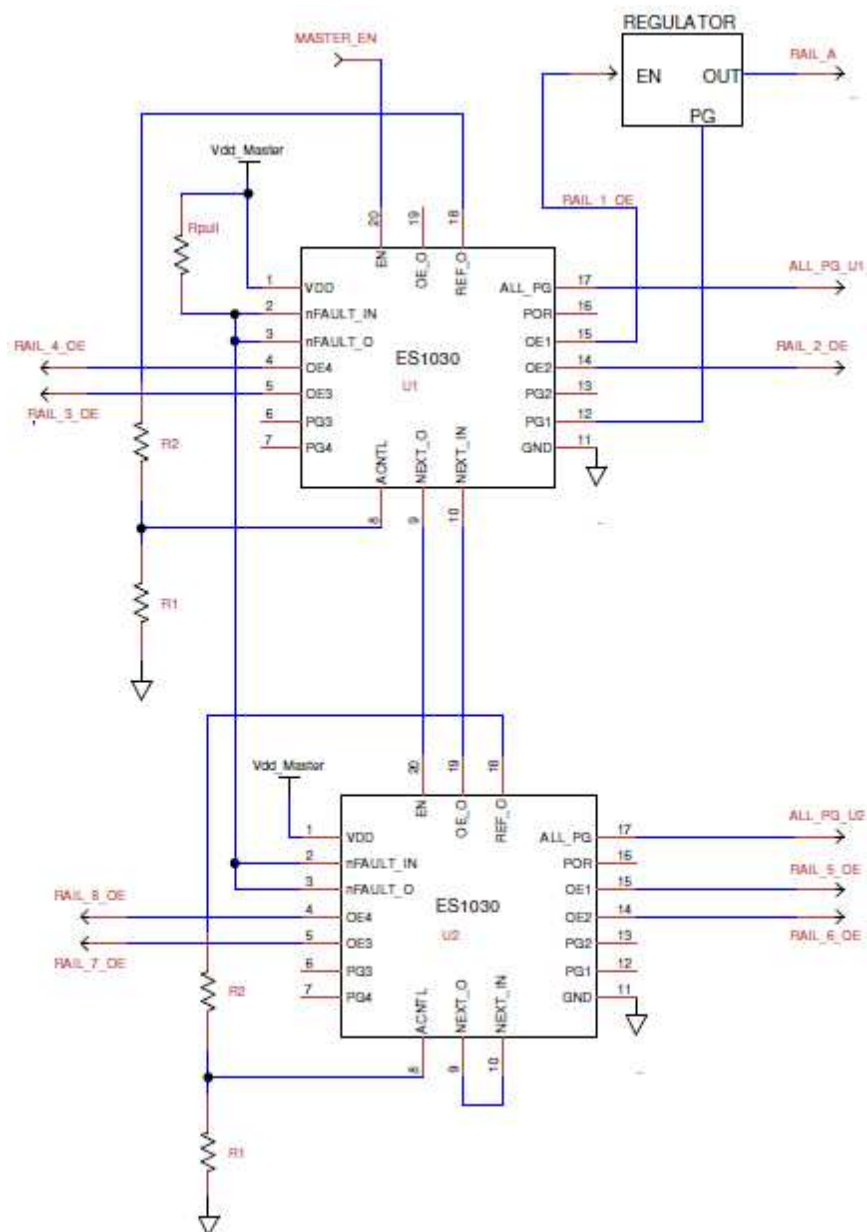 REGULATOR
MASTER_EN
RAIL_A
EN
OUT
PG
Vdd_Master
Rpull
RAIL_1_OE
20
19
18
EN
OE_O
REF_O
1
VDD
ALL_PG
17
ALL_PG_U1
2
nFAULT_IN
POR
16
3
nFAULT_O
OE1
15
RAIL_4_OE
4
OE4
ES1030
OE2
14
RAIL_2_OE
5
OE3
U1
PG2
13
RAIL_3_OE
6
PG3
PG1
12
7
PG4
GND
11
R2
ACNTL
NEXT_O
NEXT_IN
8
9
10
R1
Vdd_Master
20
19
18
EN
OE_O
REF_O
1
VDD
ALL_PG
17
ALL_PG_U2
2
nFAULT_IN
POR
16
3
nFAULT_O
OE1
15
RAIL_5_OE
RAIL_8_OE
4
OE4
ES1030
OE2
14
RAIL_6_OE
5
OE3
U2
PG2
13
RAIL_7_OE
6
PG3
PG1
12
7
PG4
GND
11
R2
ACNTL
NEXT_O
NEXT_IN
8
9
10
R1